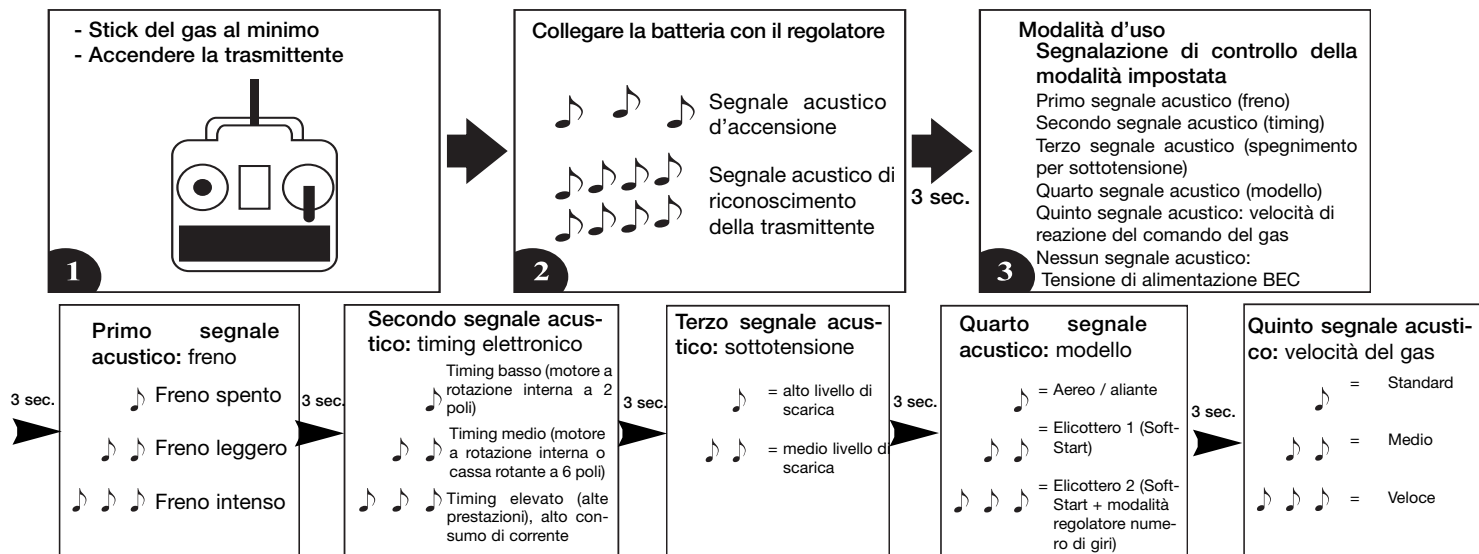 - Stick del gas al minimo
- Accendere la trasmittente
1
Collegare la batteria con il regolatore
Segnale acustico
d'accensione
Segnale acustico di
riconoscimento
della trasmittente
2
3 sec.
Modalità d'uso
Segnalazione di controllo della
modalità impostata
Primo segnale acustico (freno)
Secondo segnale acustico (timing)
Terzo segnale acustico (spegnimento
per sottotensione)
Quarto segnale acustico (modello)
Quinto segnale acustico: velocità di
reazione del comando del gas
Nessun segnale acustico:
Tensione di alimentazione BEC
3
3 sec.
Primo segnale
acustico: freno
Freno spento
Freno leggero
Freno intenso
3 sec.
Secondo segnale acus-
tico: timing elettronico
Timing basso (motore a
rotazione interna a 2
poli)
Timing medio (motore
a rotazione interna o
cassa rotante a 6 poli)
Timing elevato (alte
prestazioni), alto con-
sumo di corrente
3 sec.
Terzo segnale acus-
tico: sottotensione
= alto livello di
scarica
= medio livello di
scarica
3 sec.
Quarto segnale
acustico: modello
= Aereo / aliante
= Elicottero 1 (Soft-
Start)
= Elicottero 2 (Soft-
Start + modalità
regolatore nume-
ro di giri)
3 sec.
Quinto segnale acusti-
co: velocità del gas
= Standard
= Medio
= Veloce